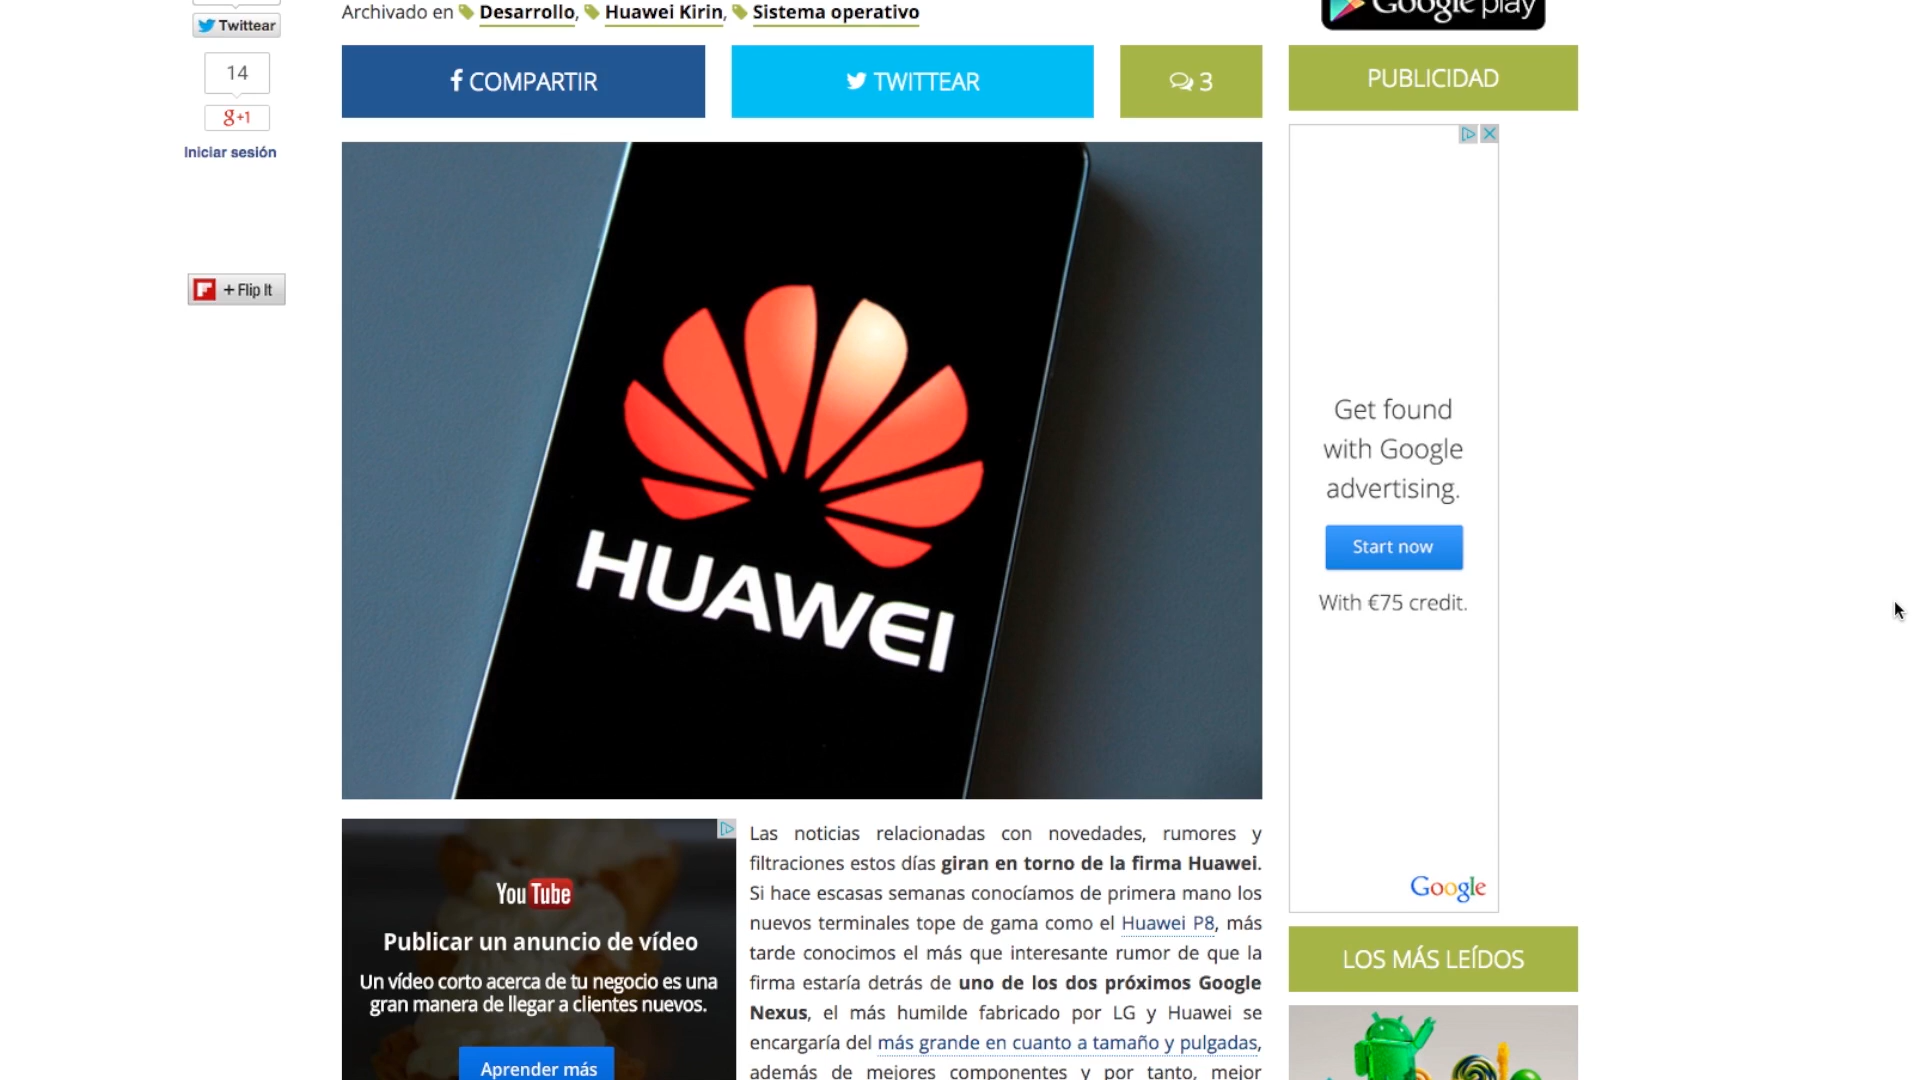 Archivado en Desarrollo, Huawei Kirin, Sistema operativo
Google play
Twittear
14
g+1
Iniciar sesión
+ Flip It
COMPARTIR
TWITTEAR
3
PUBLICIDAD
HUAWEI
Get found
with Google
advertising.
Start now
With €75 credit.
Google
YouTube
Publicar un anuncio de vídeo
Un vídeo corto acerca de tu negocio es una
gran manera de llegar a clientes nuevos.
Aprender más
Las noticias relacionadas con novedades, rumores y
filtraciones estos días giran en torno de la firma Huawei.
Si hace escasas semanas conocíamos de primera mano los
nuevos terminales tope de gama como el Huawei P8, más
tarde conocimos el más que interesante rumor de que la
firma estaría detrás de uno de los dos próximos Google
Nexus, el más humilde fabricado por LG y Huawei se
encargaría del más grande en cuanto a tamaño y pulgadas,
además de mejores componentes y por tanto, mejor
LOS MÁS LEÍDOS